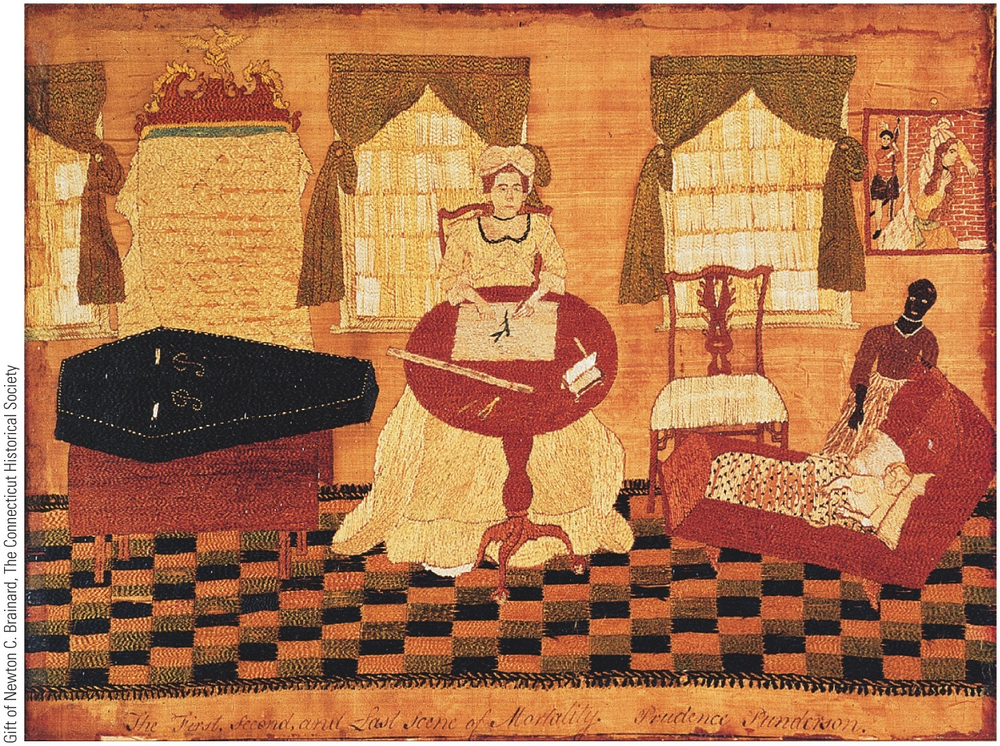 Gift of Newton C. Brainard, The Connecticut Historical Society
P P
The First, Second, and Last Scene of Mortality. Prudence Punderson.